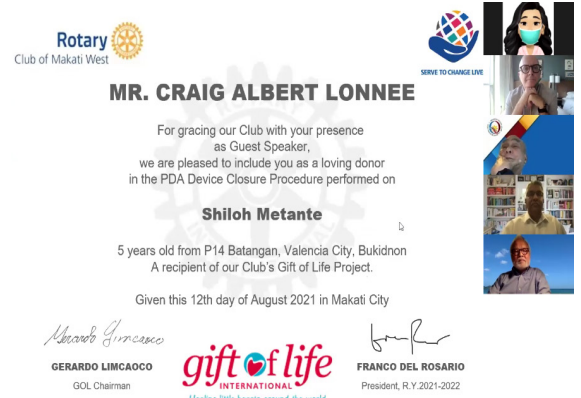 Rotary
Club of Makati West
SERVE TO CHANGE LIVE
MR. CRAIG ALBERT LONNEE
For gracing our Club with your presence
as Guest Speaker,
we are pleased to include you as a loving donor
in the PDA Device Closure Procedure performed on
Shiloh Metante
5 years old from P14 Batangan, Valencia City, Bukidnon
A recipient of our Club's Gift of Life Project.
Given this 12th day of August 2021 in Makati City
Gerardo Limcaoco
GERARDO LIMCAOCO
GOL Chairman
gift of life
INTERNATIONAL
FRANCO DEL ROSARIO
President, R.Y.2021-2022